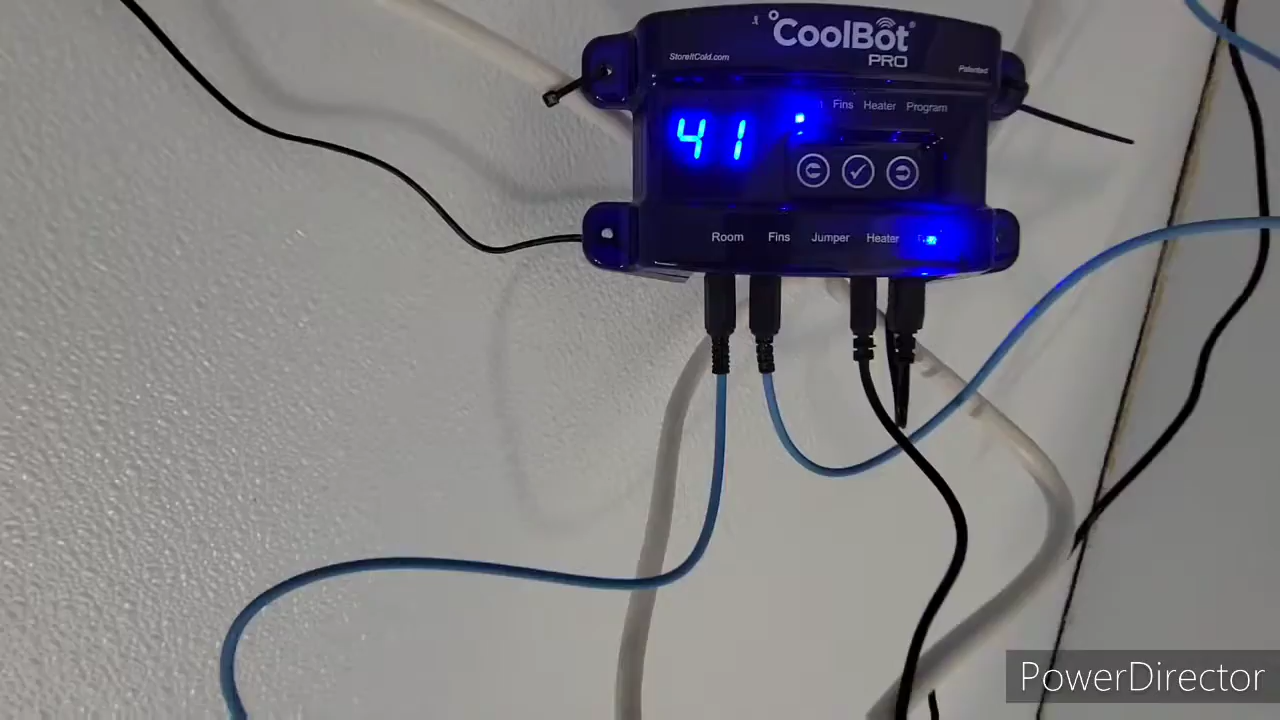 CoolBot®
PRO
StoreItCold.com
Patented
Fins Heater Program
41
Room Fins Jumper Heater
PowerDirector